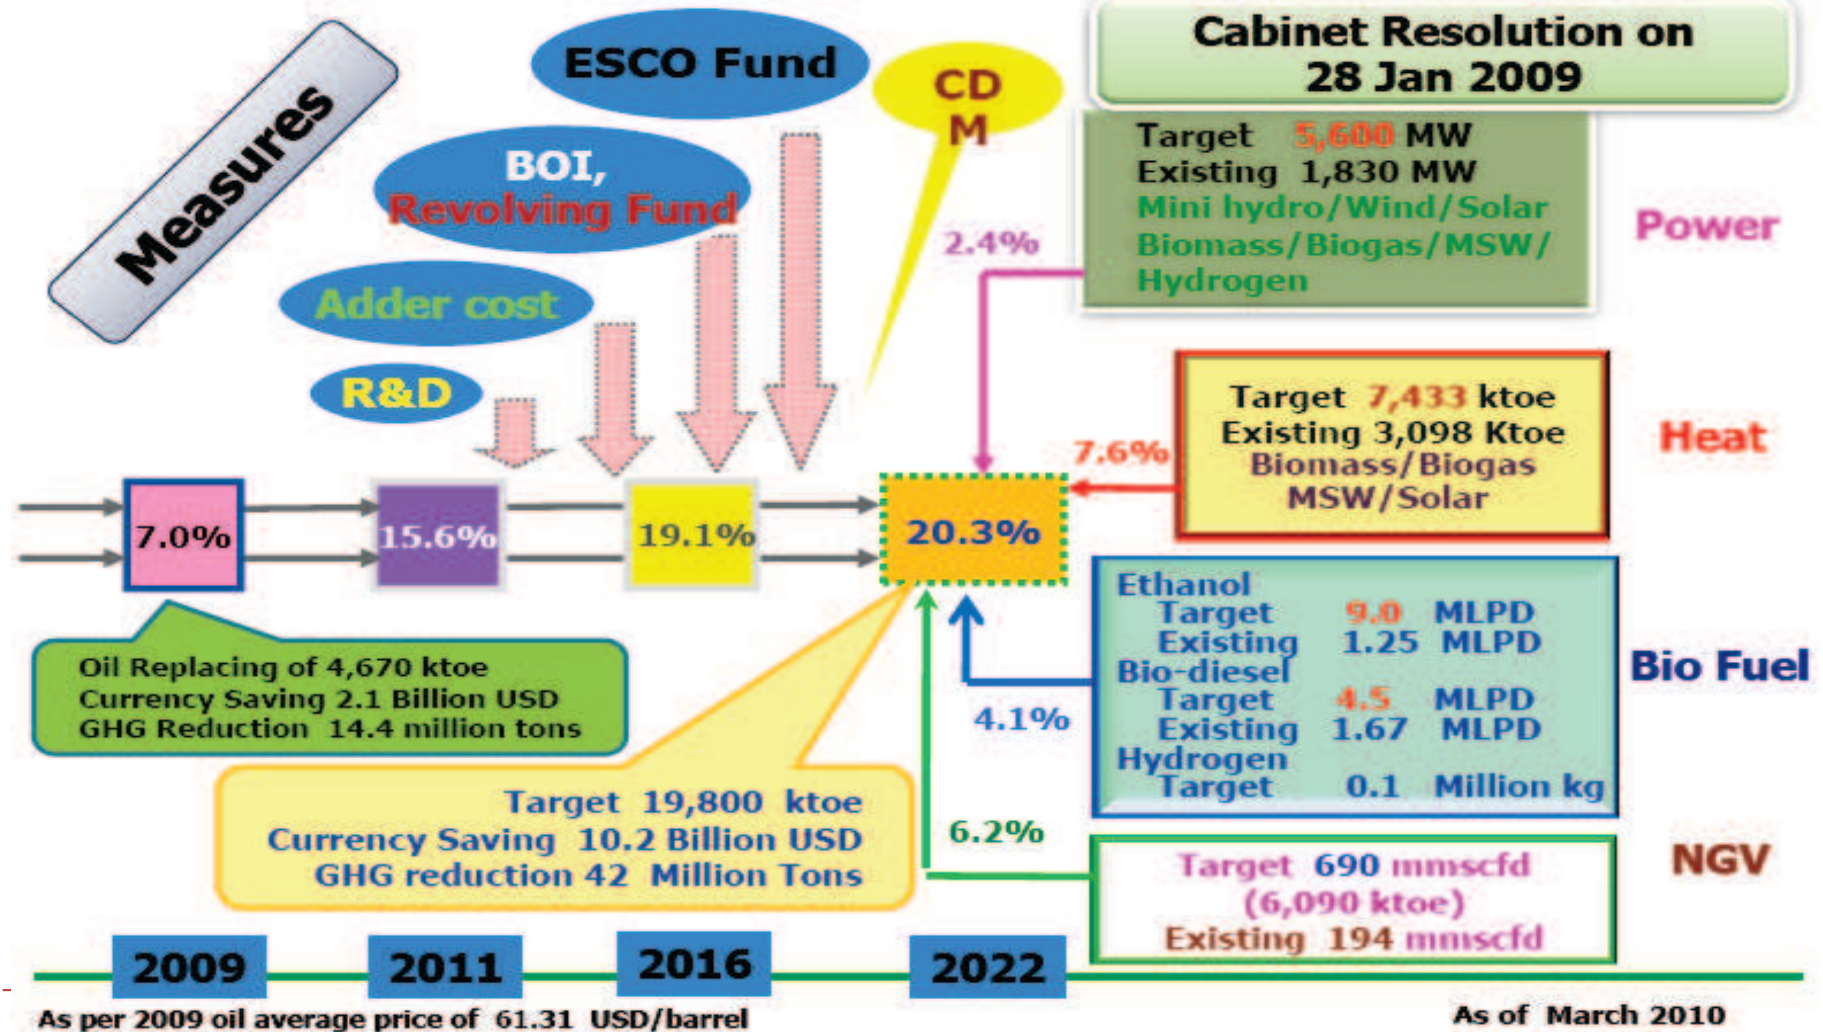 Measures
ESCO Fund
CD
M
BOI,
Revolving Fund
Adder cost
R&D
Cabinet Resolution on
28 Jan 2009
Target 5,600 MW
Existing 1,830 MW
Mini hydro/Wind/Solar
Biomass/Biogas/MSW/
Hydrogen
Power
2.4%
Target 7,433 ktoe
Existing 3,098 Ktoe
Biomass/Biogas
MSW/Solar
Heat
7.6%
7.0%
15.6%
19.1%
20.3%
Ethanol
Target 9.0 MLPD
Existing 1.25 MLPD
Bio-diesel
Target 4.5 MLPD
Existing 1.67 MLPD
Hydrogen
Target 0.1 Million kg
Bio Fuel
4.1%
Oil Replacing of 4,670 ktoe
Currency Saving 2.1 Billion USD
GHG Reduction 14.4 million tons
Target 19,800 ktoe
Currency Saving 10.2 Billion USD
GHG reduction 42 Million Tons
6.2%
Target 690 mmscfd
(6,090 ktoe)
Existing 194 mmscfd
NGV
2009
2011
2016
2022
As per 2009 oil average price of 61.31 USD/barrel
As of March 2010